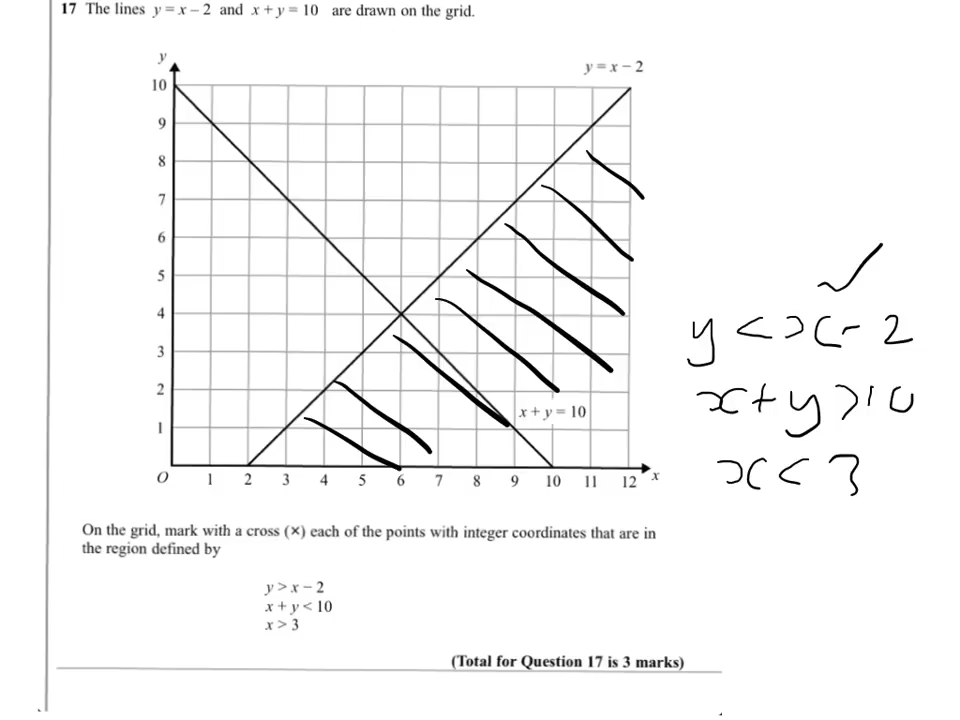 17 The lines y = x – 2 and x + y = 10 are drawn on the grid.
y
y = x – 2
10
9
8
7
6
5
4
3
2
1
x + y = 10
O 1 2 3 4 5 6 7 8 9 10 11 12 x
y < x – 2
x + y > 10
x < 3
On the grid, mark with a cross (×) each of the points with integer coordinates that are in
the region defined by
y > x – 2
x + y < 10
x > 3
(Total for Question 17 is 3 marks)